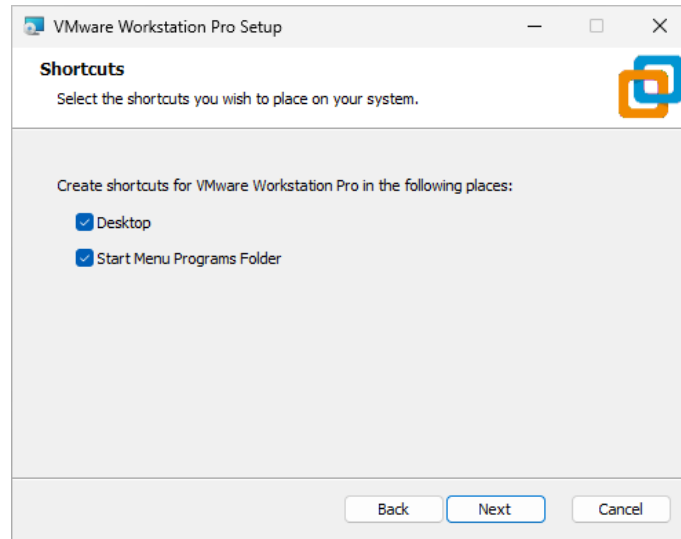 VMware Workstation Pro Setup
Shortcuts
Select the shortcuts you wish to place on your system.
Create shortcuts for VMware Workstation Pro in the following places:
Desktop
Start Menu Programs Folder
Back Next Cancel